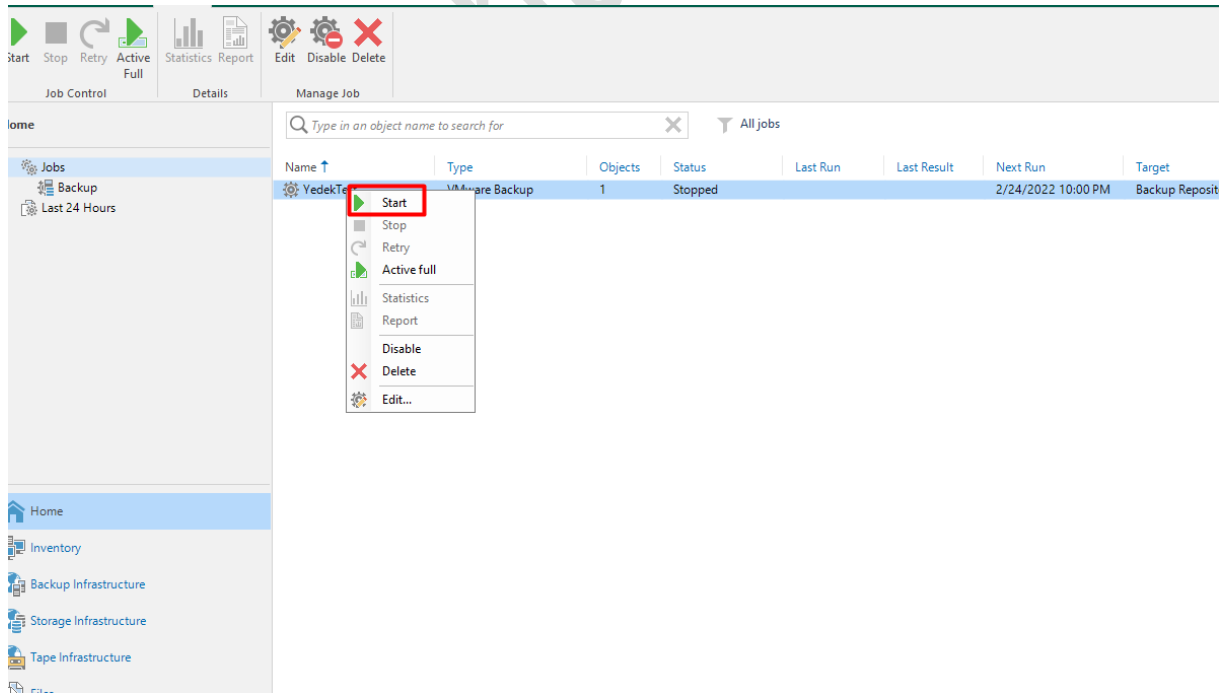 Start Stop Retry Active Full Statistics Report Edit Disable Delete
Job Control Details Manage Job
Home
Type in an object name to search for All jobs
Jobs
Backup
Last 24 Hours
Name Type Objects Status Last Run Last Result Next Run Target
VMware Backup 1 Stopped 2/24/2022 10:00 PM Backup
Start
Stop
Retry
Active full
Statistics
Report
Disable
Delete
Edit...
Home
Inventory
Backup Infrastructure
Storage Infrastructure
Tape Infrastructure
Files